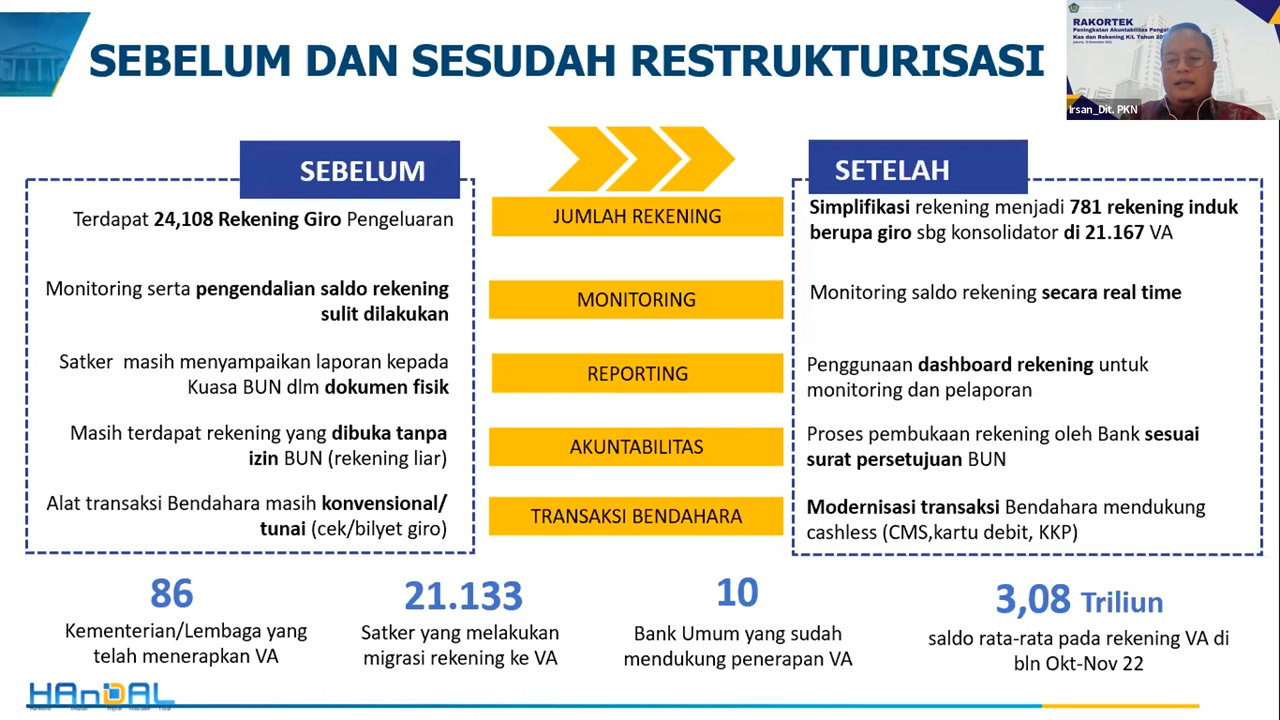 SEBELUM DAN SESUDAH RESTRUKTURISASI
RAKORTEK
Peningkatan Akuntabilitas
Kas dan Rekening K/L Tahun
Irsan_Dit. PKN
SEBELUM
SETELAH
Terdapat 24,108 Rekening Giro Pengeluaran
JUMLAH REKENING
Simplifikasi rekening menjadi 781 rekening induk
berupa giro sbg konsolidator di 21.167 VA
Monitoring serta pengendalian saldo rekening
sulit dilakukan
MONITORING
Monitoring saldo rekening secara real time
Satker masih menyampaikan laporan kepada
Kuasa BUN dlm dokumen fisik
REPORTING
Penggunaan dashboard rekening untuk
monitoring dan pelaporan
Masih terdapat rekening yang dibuka tanpa
izin BUN (rekening liar)
AKUNTABILITAS
Proses pembukaan rekening oleh Bank sesuai
surat persetujuan BUN
Alat transaksi Bendahara masih konvensional/
tunai (cek/bilyet giro)
TRANSAKSI BENDAHARA
Modernisasi transaksi Bendahara mendukung
cashless (CMS,kartu debit, KKP)
86
Kementerian/Lembaga yang
telah menerapkan VA
21.133
Satker yang melakukan
migrasi rekening ke VA
10
Bank Umum yang sudah
mendukung penerapan VA
3,08 Triliun
saldo rata-rata pada rekening VA di
bln Okt-Nov 22
HAnDAL